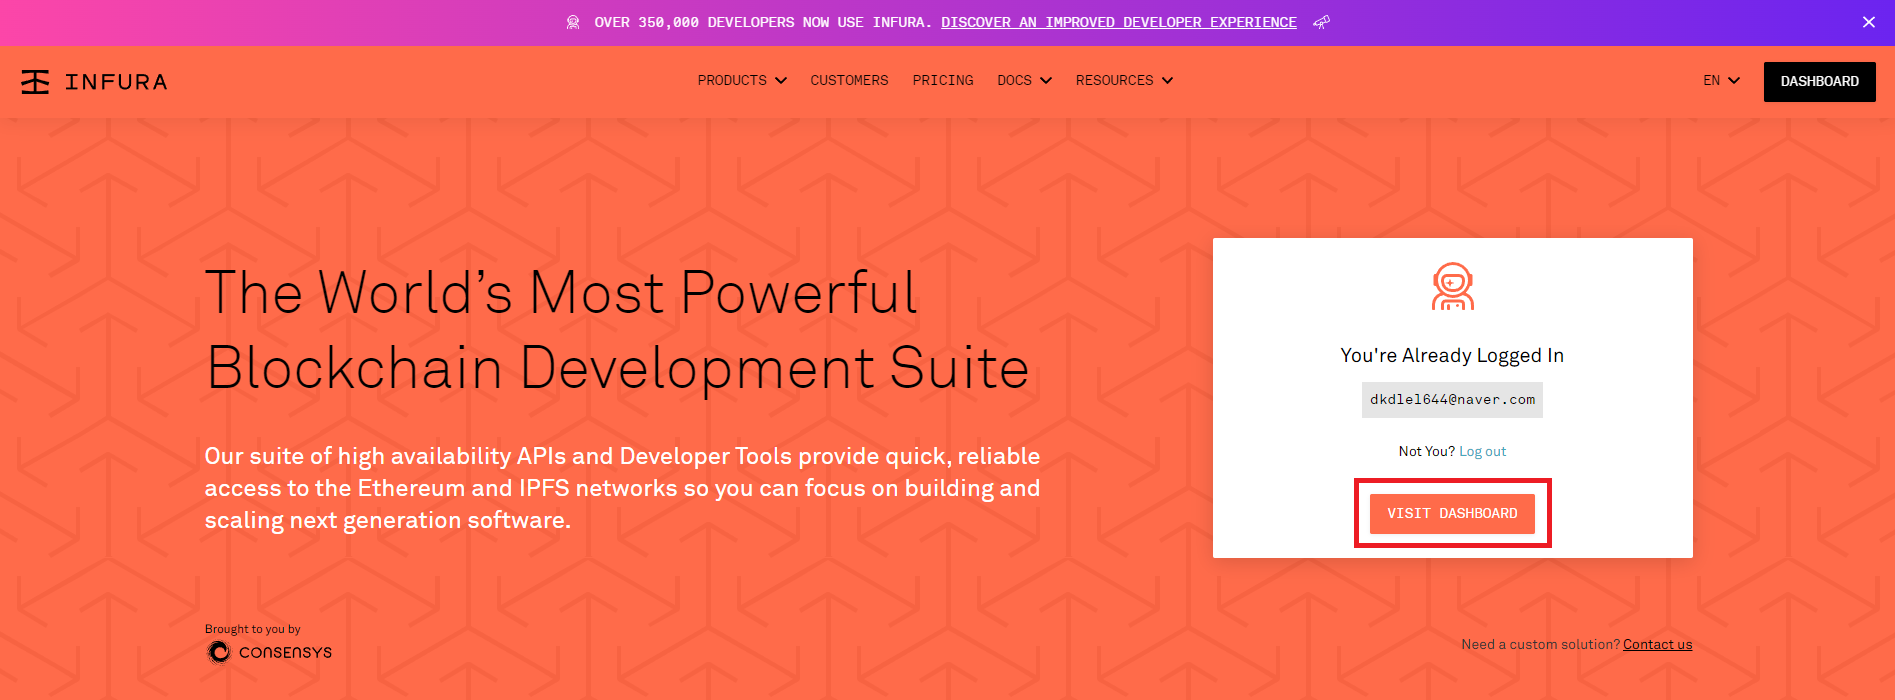 OVER 350,000 DEVELOPERS NOW USE INFURA. DISCOVER AN IMPROVED DEVELOPER EXPERIENCE
INFURA
PRODUCTS CUSTOMERS PRICING DOCS RESOURCES
EN
DASHBOARD
The World's Most Powerful
Blockchain Development Suite
Our suite of high availability APIs and Developer Tools provide quick, reliable
access to the Ethereum and IPFS networks so you can focus on building and
scaling next generation software.
Brought to you by
CONSENSYS
You're Already Logged In
dkdlel644@naver.com
Not You? Log out
VISIT DASHBOARD
Need a custom solution? Contact us